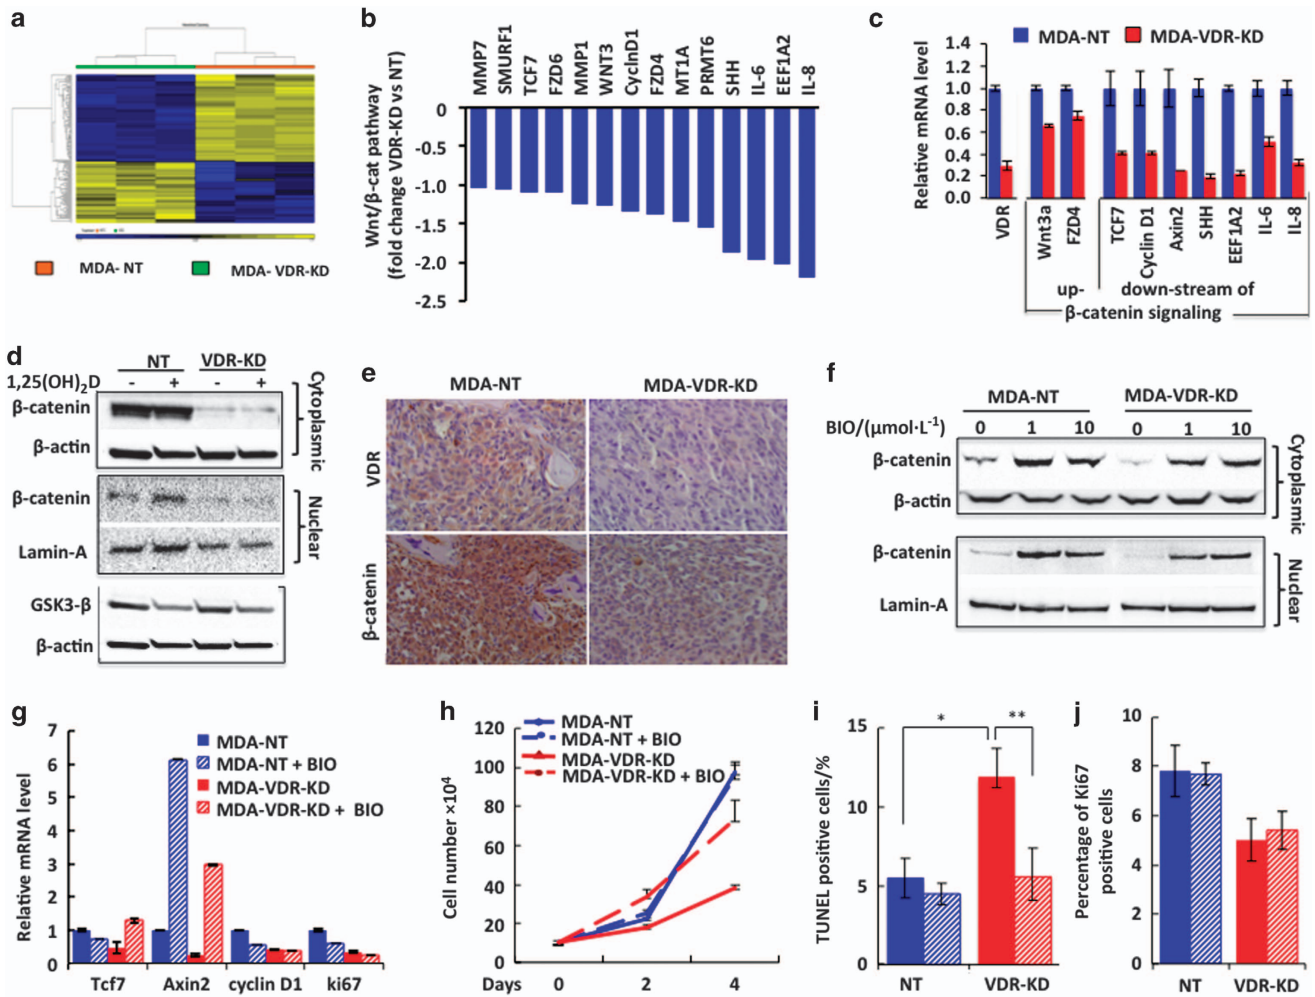 a
MDA- NT
MDA- VDR-KD
b
MMP7
SMURF1
TCF7
FZD6
MMP1
WNT3
CyclnD1
FZD4
MT1A
PRMT6
SHH
IL-6
EEF1A2
IL-8
Wnt/β-cat pathway
(fold change VDR-KD vs NT)
0
-0.5
-1.0
-1.5
-2.0
-2.5
c
MDA-NT
MDA-VDR-KD
Relative mRNA level
1.4
1.2
1.0
0.8
0.6
0.4
0.2
0.0
VDR
Wnt3a
FZD4
TCF7
Cyclin D1
Axin2
SHH
EEF1A2
IL-6
IL-8
up-
down-stream of
β-catenin signaling
d
NT
VDR-KD
1,25(OH)2D
- + - +
β-catenin
β-actin
Cytoplasmic
β-catenin
Lamin-A
Nuclear
GSK3-β
β-actin
e
MDA-NT
MDA-VDR-KD
VDR
β-catenin
f
MDA-NT
MDA-VDR-KD
BIO/(μmol·L-1)
0 1 10 0 1 10
β-catenin
β-actin
Cytoplasmic
β-catenin
Lamin-A
Nuclear
g
Relative mRNA level
7
6
5
4
3
2
1
0
MDA-NT
MDA-NT + BIO
MDA-VDR-KD
MDA-VDR-KD + BIO
Tcf7
Axin2
cyclin D1
ki67
h
Cell number ×104
120
100
80
60
40
20
0
MDA-NT
MDA-NT + BIO
MDA-VDR-KD
MDA-VDR-KD + BIO
Days 0 2 4
i
TUNEL positive cells/%
15
10
5
0
*
**
NT
VDR-KD
j
Percentage of Ki67
positive cells
10
8
6
4
2
0
NT
VDR-KD